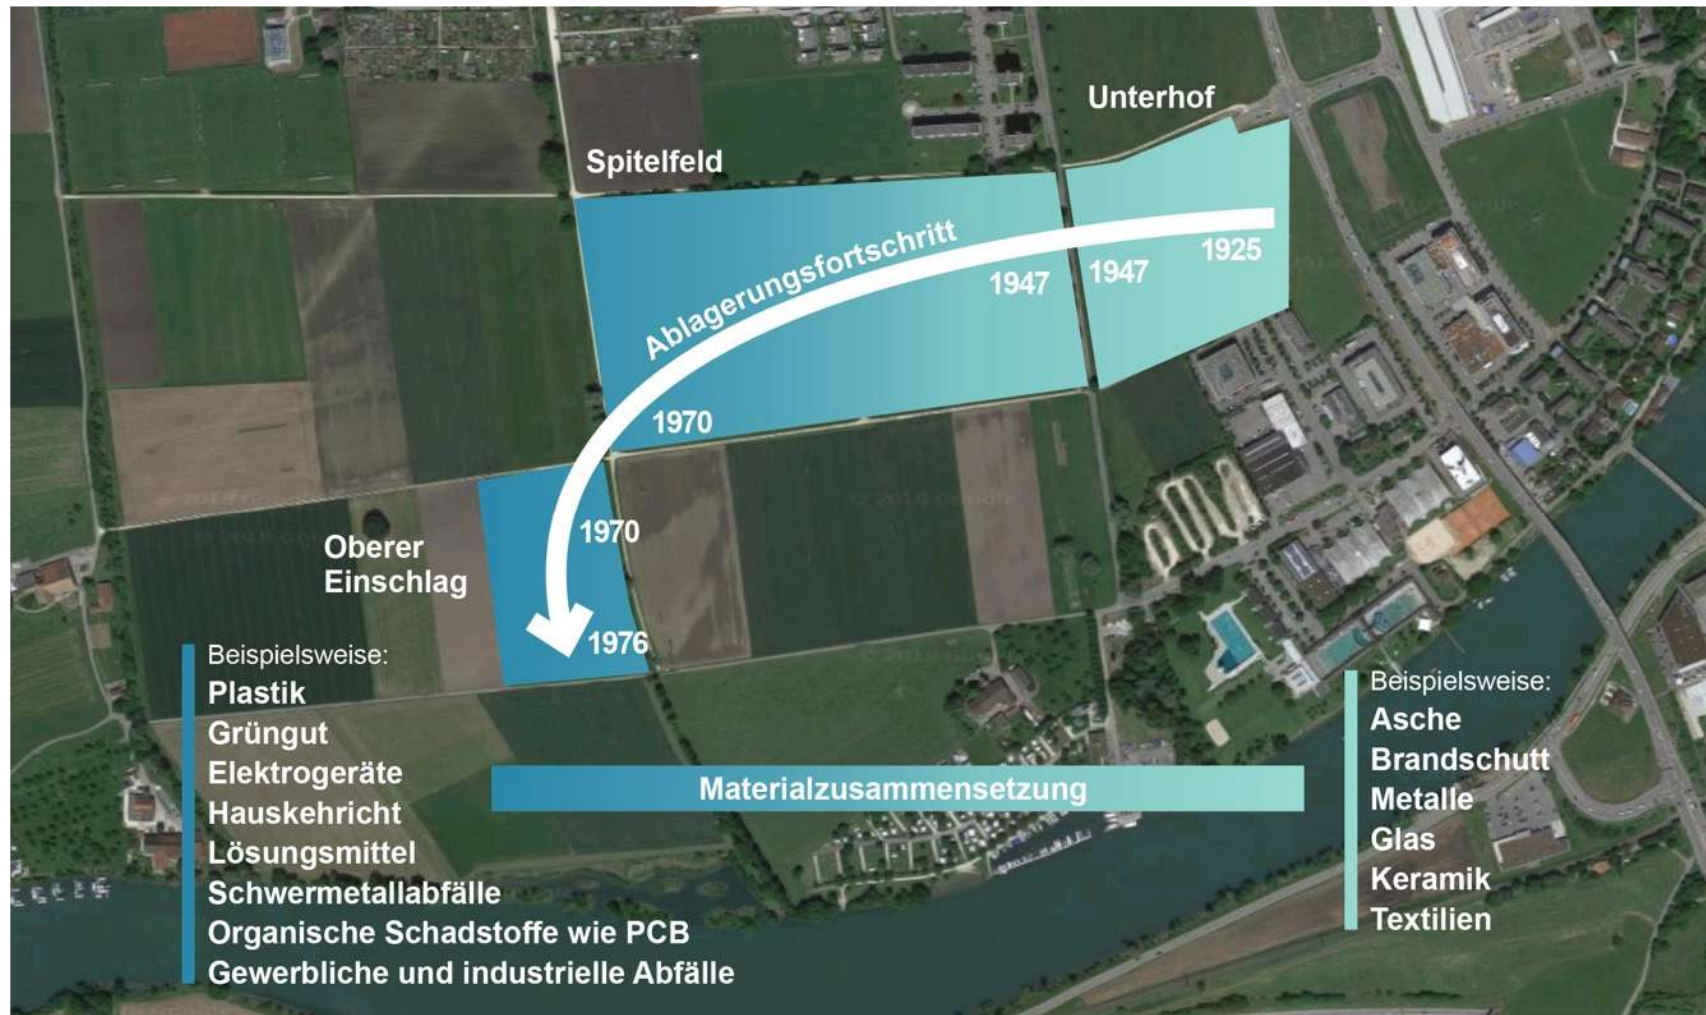 Unterhof
Spitelfeld
Ablagerungsfortschritt
1925
1947
1947
1970
1970
Oberer
Einschlag
1976
Beispielsweise:
Plastik
Grüngut
Elektrogeräte
Hauskehricht
Lösungsmittel
Schwermetallabfälle
Organische Schadstoffe wie PCB
Gewerbliche und industrielle Abfälle
Materialzusammensetzung
Beispielsweise:
Asche
Brandschutt
Metalle
Glas
Keramik
Textilien